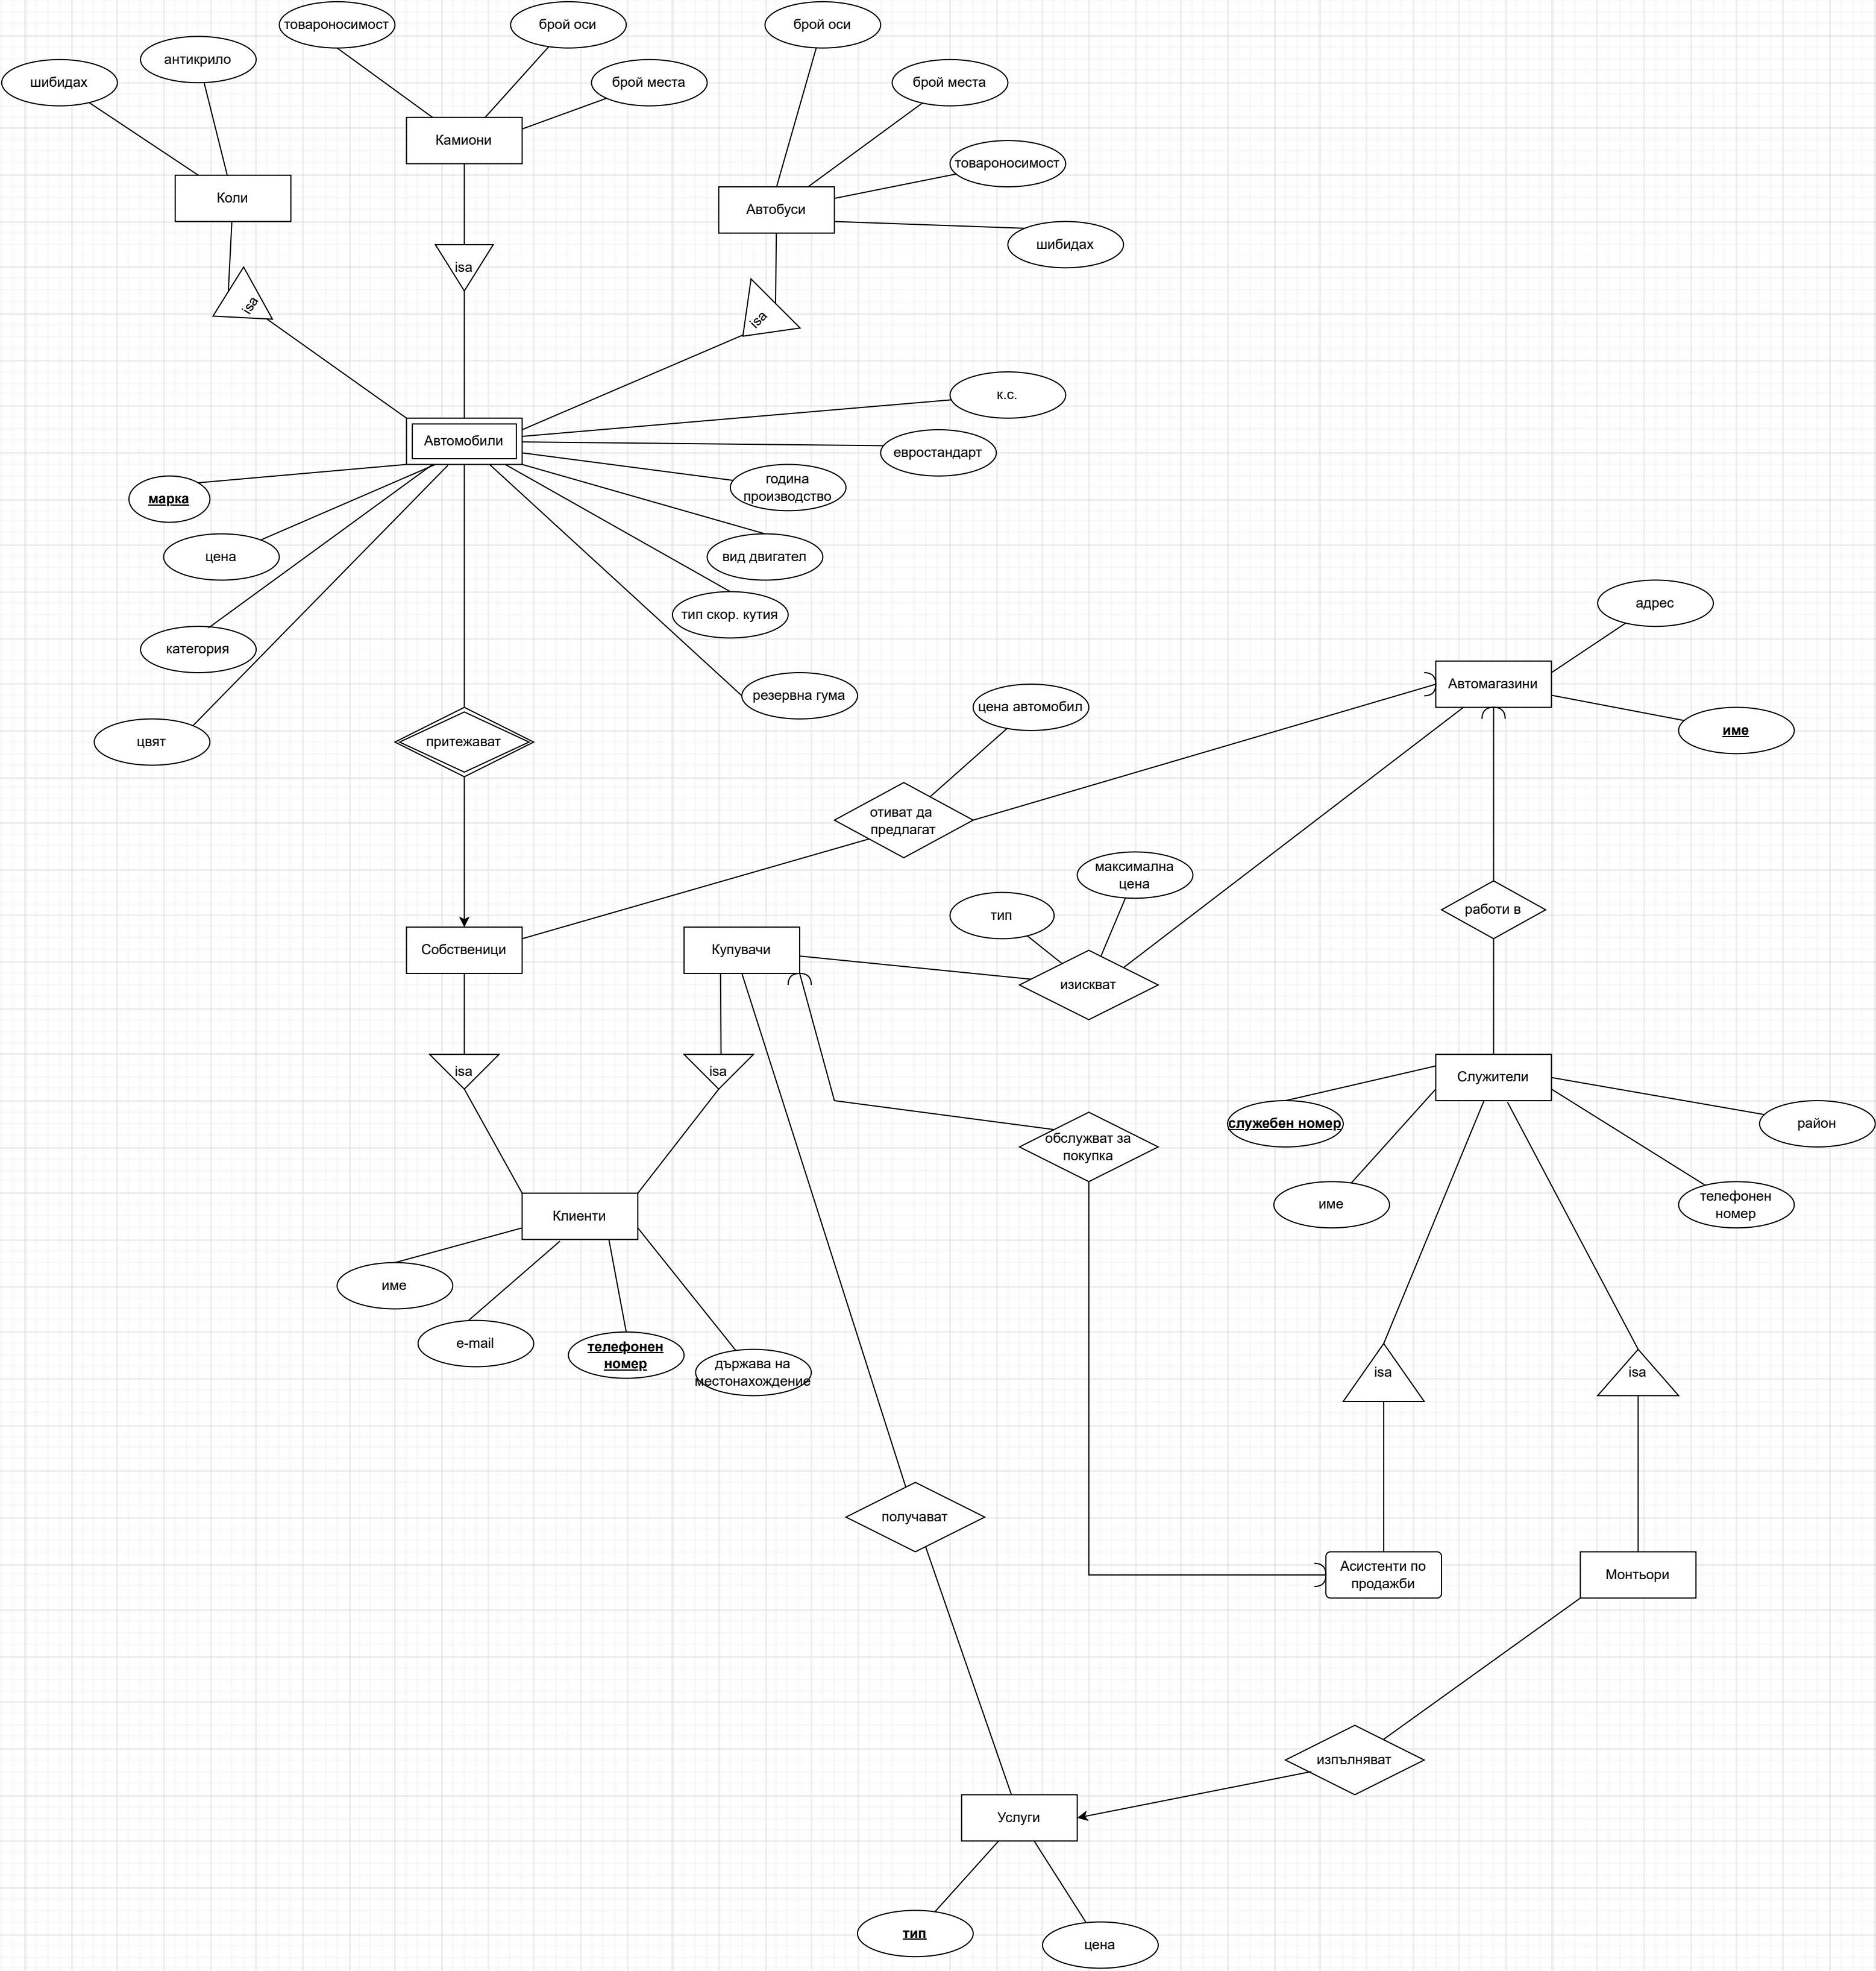 товароносимост
брой оси
брой оси
антикрило
шибидах
брой места
брой места
Камиони
товароносимост
Коли
Автобуси
шибидах
isa
isa
isa
к.с.
Автомобили
евростандарт
марка
година
производство
цена
вид двигател
тип скор. кутия
адрес
категория
Автомагазини
резервна гума
цена автомобил
име
цвят
притежават
отиват да
предлагат
максимална
цена
тип
работи в
Собственици
Купувачи
изискват
isa
isa
Служители
служебен номер
район
обслужват за
покупка
име
телефонен
номер
Клиенти
име
e-mail
телефонен
номер
държава на
местонахождение
isa
isa
получават
Асистенти по
продажби
Монтьори
изпълняват
Услуги
тип
цена